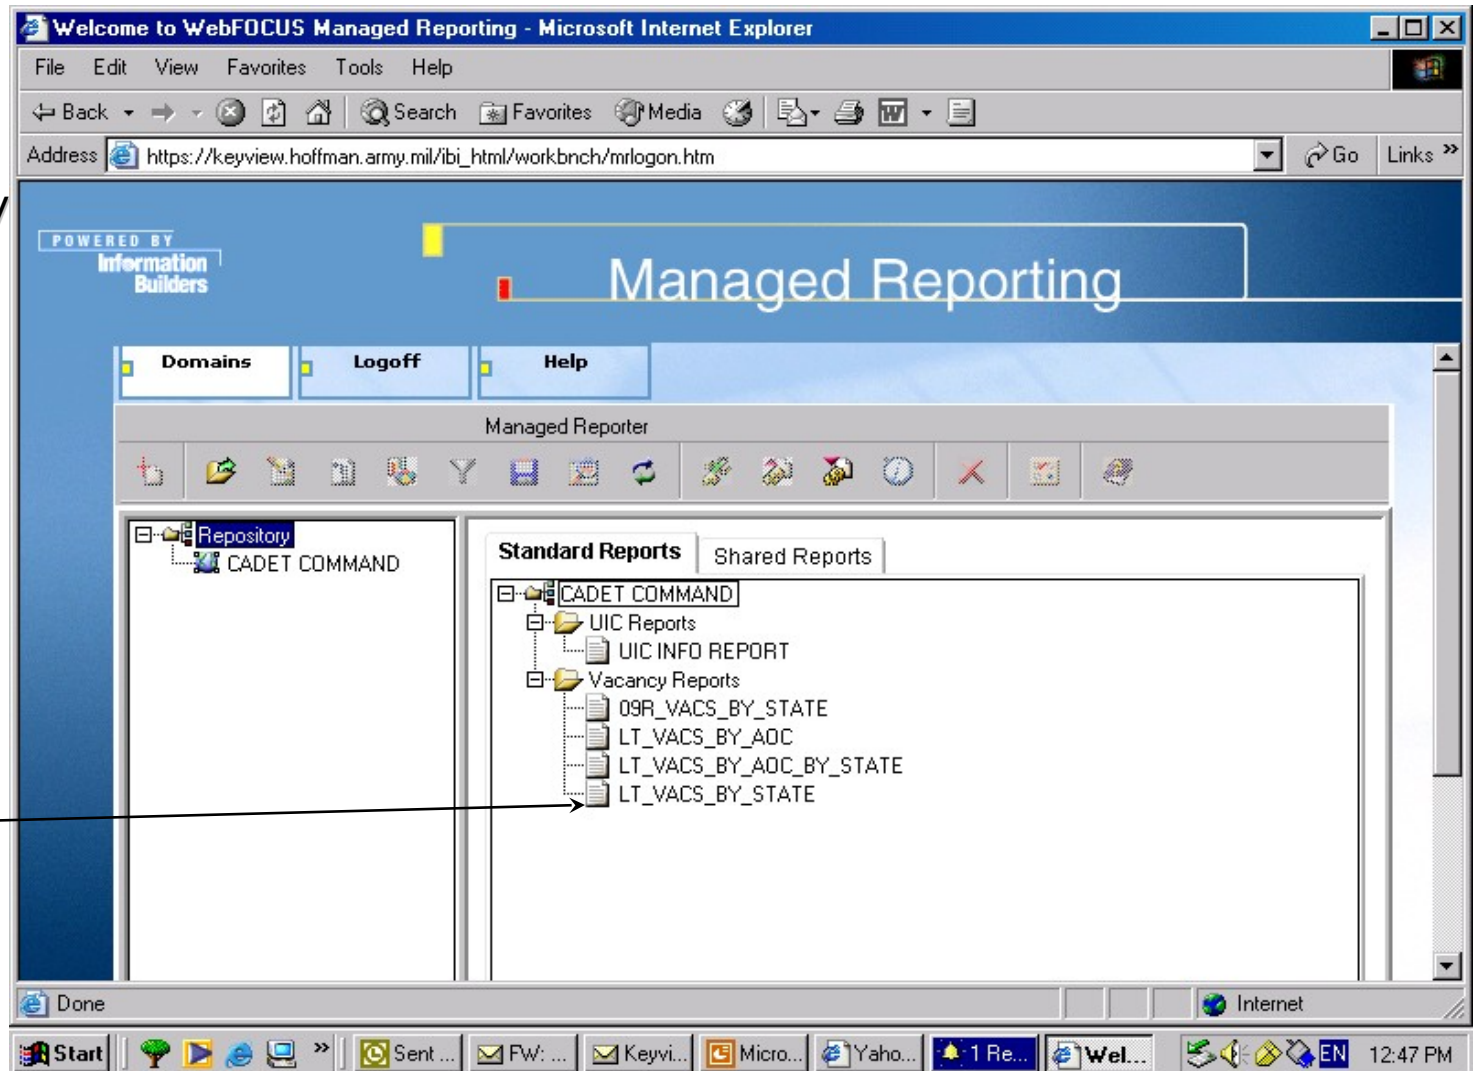 Welcome to WebFOCUS Managed Reporting - Microsoft Internet Explorer
File Edit View Favorites Tools Help
Back Search Favorites Media
Address https://keyview.hoffman.army.mil/ibi_html/workbnch/mrlogon.htm Go Links »
y
POWERED BY
Information
Builders
Managed Reporting
Domains Logoff Help
Managed Reporter
Repository
CADET COMMAND
Standard Reports Shared Reports
CADET COMMAND
UIC Reports
UIC INFO REPORT
Vacancy Reports
09R_VACS_BY_STATE
LT_VACS_BY_AOC
LT_VACS_BY_AOC_BY_STATE
LT_VACS_BY_STATE
Done Internet
Start » Sent ... FW: ... Keyvi... Micro... Yaho... 1 Re... Wel... EN 12:47 PM